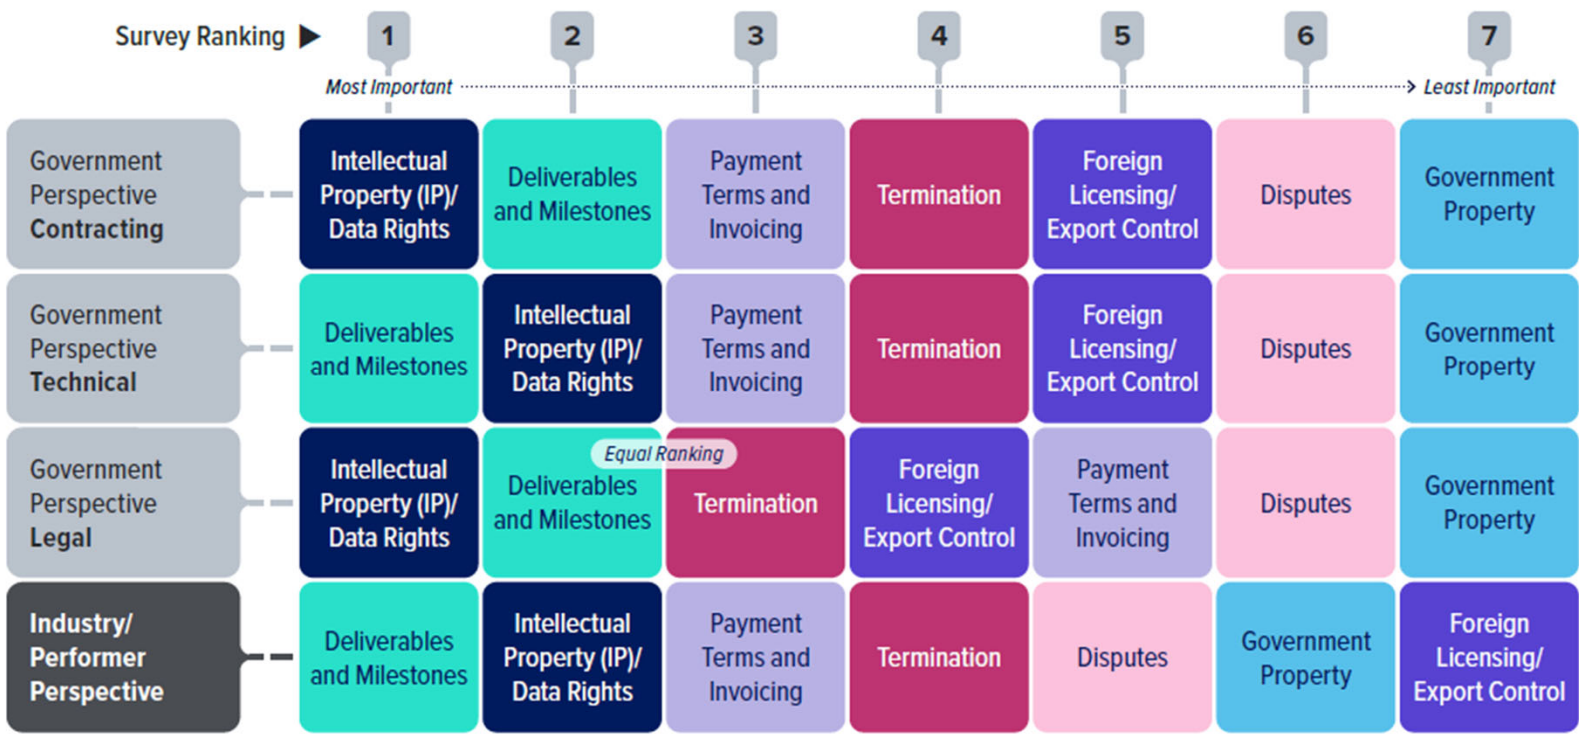 Survey Ranking
1
2
3
4
5
6
7
Most Important
Least Important
Government
Perspective
Contracting
Intellectual
Property (IP)/
Data Rights
Deliverables
and Milestones
Payment
Terms and
Invoicing
Termination
Foreign
Licensing/
Export Control
Disputes
Government
Property
Government
Perspective
Technical
Deliverables
and Milestones
Intellectual
Property (IP)/
Data Rights
Payment
Terms and
Invoicing
Termination
Foreign
Licensing/
Export Control
Disputes
Government
Property
Government
Perspective
Legal
Intellectual
Property (IP)/
Data Rights
Equal Ranking
Deliverables
and Milestones
Termination
Foreign
Licensing/
Export Control
Payment
Terms and
Invoicing
Disputes
Government
Property
Industry/
Performer
Perspective
Deliverables
and Milestones
Intellectual
Property (IP)/
Data Rights
Payment
Terms and
Invoicing
Termination
Disputes
Government
Property
Foreign
Licensing/
Export Control